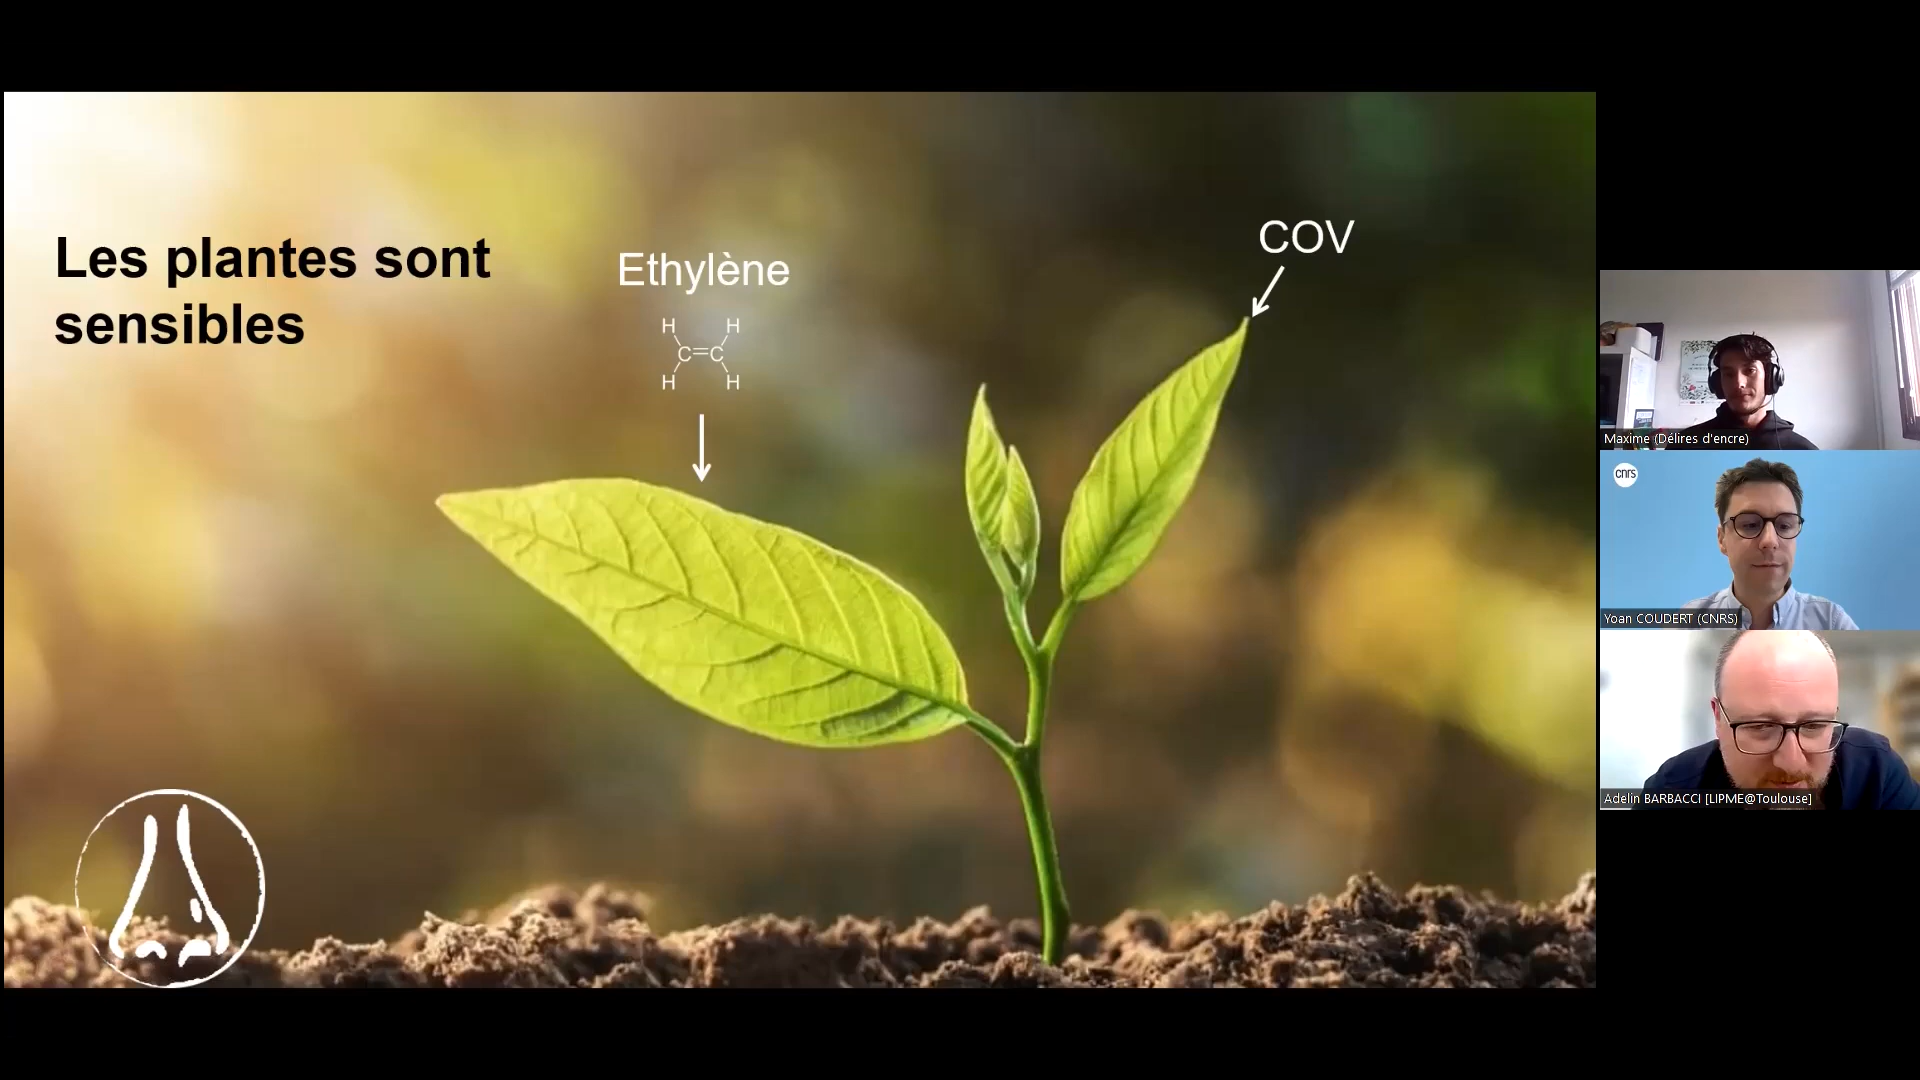 Les plantes sont
sensibles
Ethylène
H H
C=C
H H
COV
Maxime (Délires d'encre)
cnrs
Yoan COUDERT (CNRS)
Adelin BARBACCI [LIPME@Toulouse]